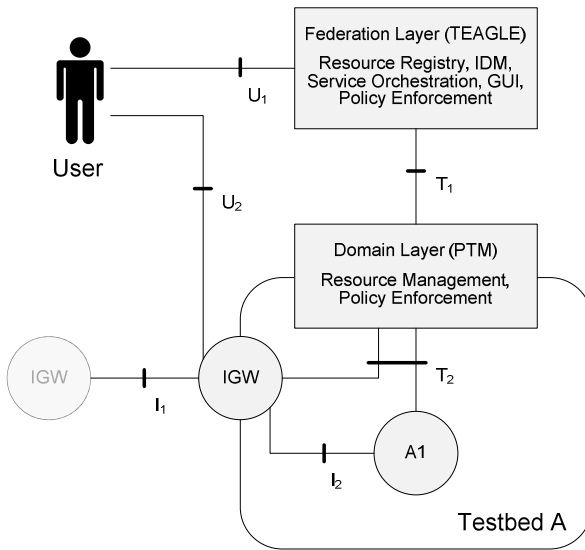 Federation Layer (TEAGLE)
Resource Registry, IDM,
Service Orchestration, GUI,
Policy Enforcement
U1
User
T1
U2
Domain Layer (PTM)
Resource Management,
Policy Enforcement
IGW
IGW
I1
T2
A1
I2
Testbed A